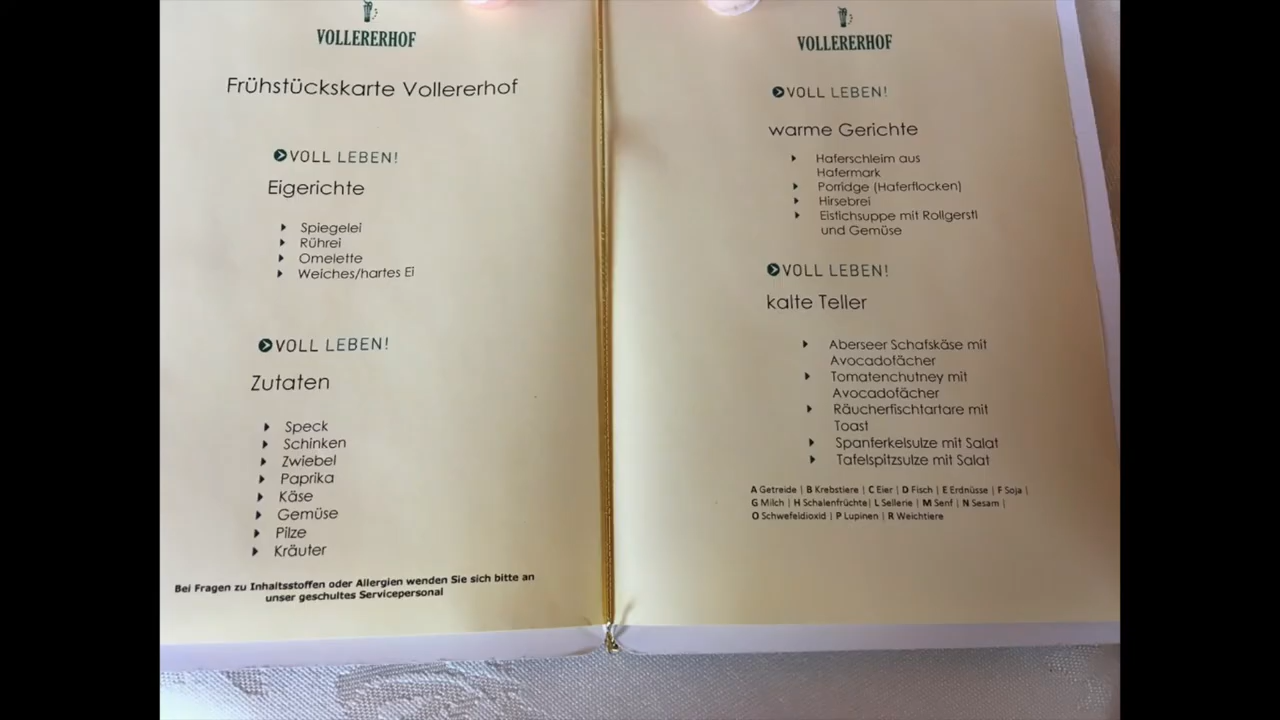 VOLLERERHOF
Frühstückskarte Vollererhof
VOLL LEBEN!
Eigerichte
Spiegelei
Rührei
Omelette
Weiches/hartes Ei
VOLL LEBEN!
Zutaten
Speck
Schinken
Zwiebel
Paprika
Käse
Gemüse
Pilze
Kräuter
Bei Fragen zu Inhaltsstoffen oder Allergien wenden Sie sich bitte an
unser geschultes Servicepersonal
VOLLERERHOF
VOLL LEBEN!
warme Gerichte
Haferschleim aus
Hafermark
Porridge (Haferflocken)
Hirsebrei
Eistichsuppe mit Rollgerstl
und Gemüse
VOLL LEBEN!
kalte Teller
Aberseer Schafskäse mit
Avocadofächer
Tomatenchutney mit
Avocadofächer
Räucherfischtartare mit
Toast
Spanferkelsulze mit Salat
Tafelspitzsulze mit Salat
A Getreide | B Krebstiere | C Eier | D Fisch | E Erdnüsse | F Soja |
G Milch | H Schalenfrüchte| L Sellerie | M Senf | N Sesam |
O Schwefeldioxid | P Lupinen | R Weichtiere